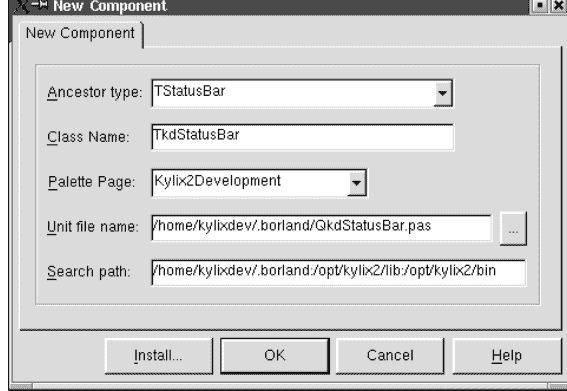 New Component
New Component
Ancestor type: TStatusBar
Class Name: TkdStatusBar
Palette Page: Kylix2Development
Unit file name: /home/kylixdev/.borland/QkdStatusBar.pas ...
Search path: /home/kylixdev/.borland:/opt/kylix2/lib:/opt/kylix2/bin
Install... OK Cancel Help